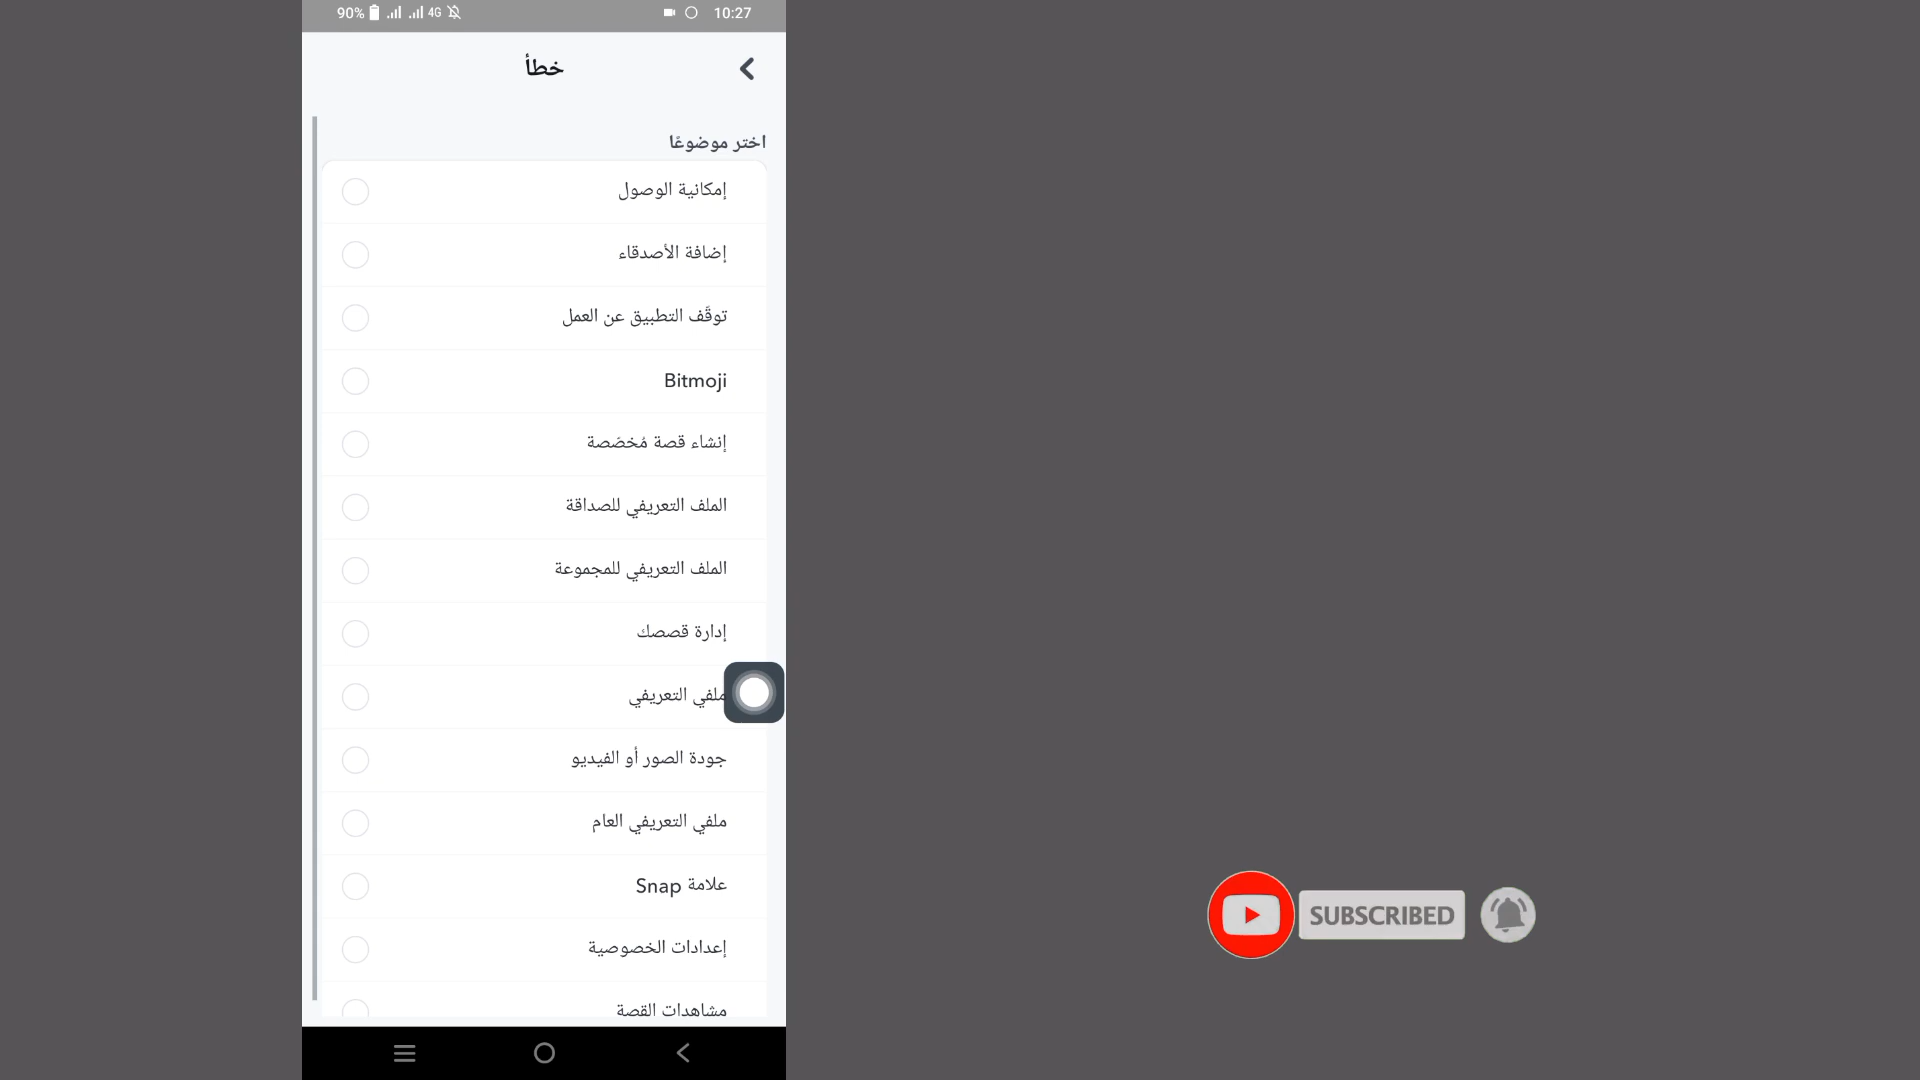 90% 4G 10:27
خطأ
اختر موضوعًا
إمكانية الوصول
إضافة الأصدقاء
توقَّف التطبيق عن العمل
Bitmoji
إنشاء قصة مُخصّصة
الملف التعريفي للصداقة
الملف التعريفي للمجموعة
إدارة قصصك
ملفي التعريفي
جودة الصور أو الفيديو
ملفي التعريفي العام
علامة Snap
إعدادات الخصوصية
مشاهدات القصة
SUBSCRIBED